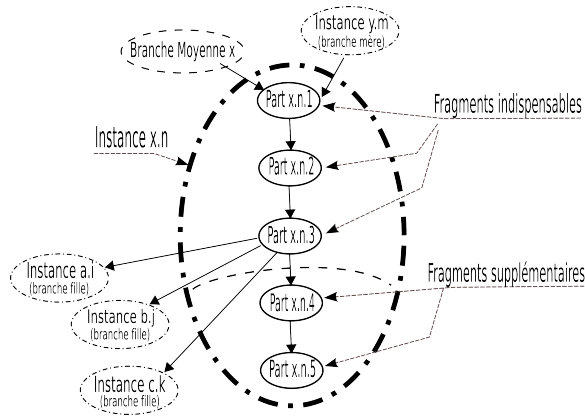 Instance y.m
(branche mère)
Branche Moyenne x
Part x.n.1
Fragments indispensables
Instance x.n
Part x.n.2
Part x.n.3
Instance a.i
(branche fille)
Fragments supplémentaires
Part x.n.4
Instance b.j
(branche fille)
Part x.n.5
Instance c.k
(branche fille)